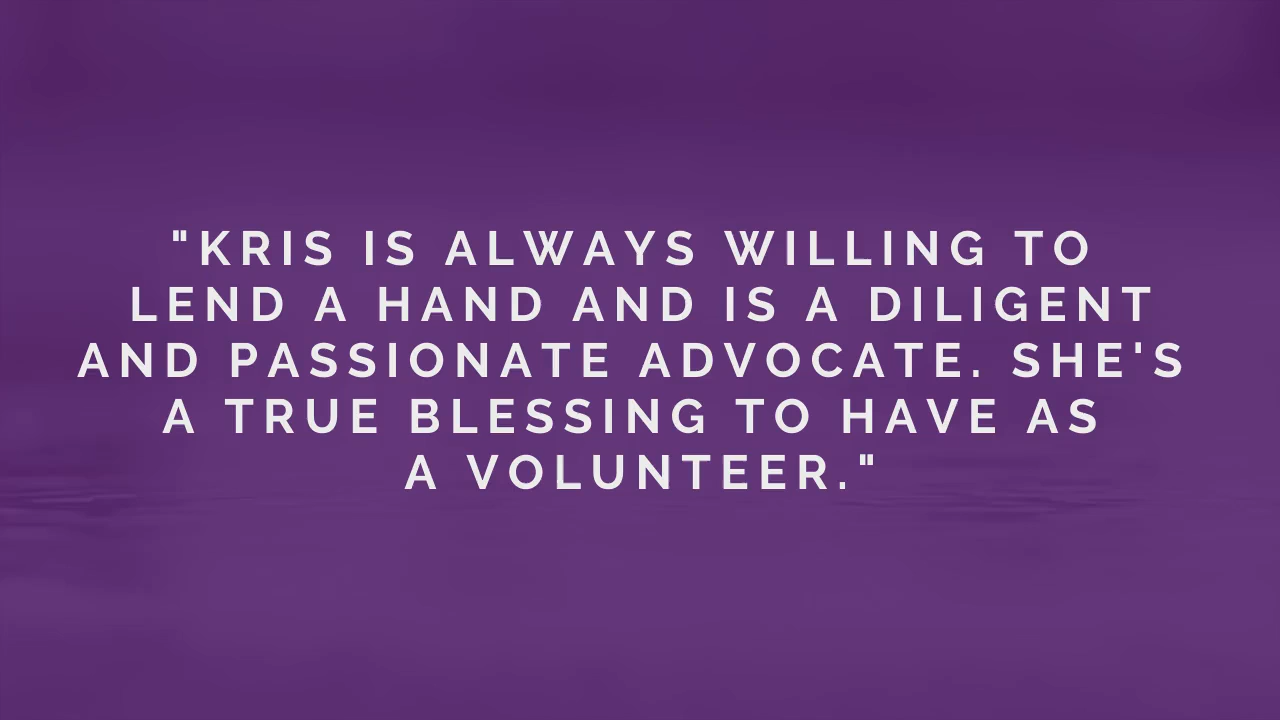 "KRIS IS ALWAYS WILLING TO
LEND A HAND AND IS A DILIGENT
AND PASSIONATE ADVOCATE. SHE'S
A TRUE BLESSING TO HAVE AS
A VOLUNTEER."